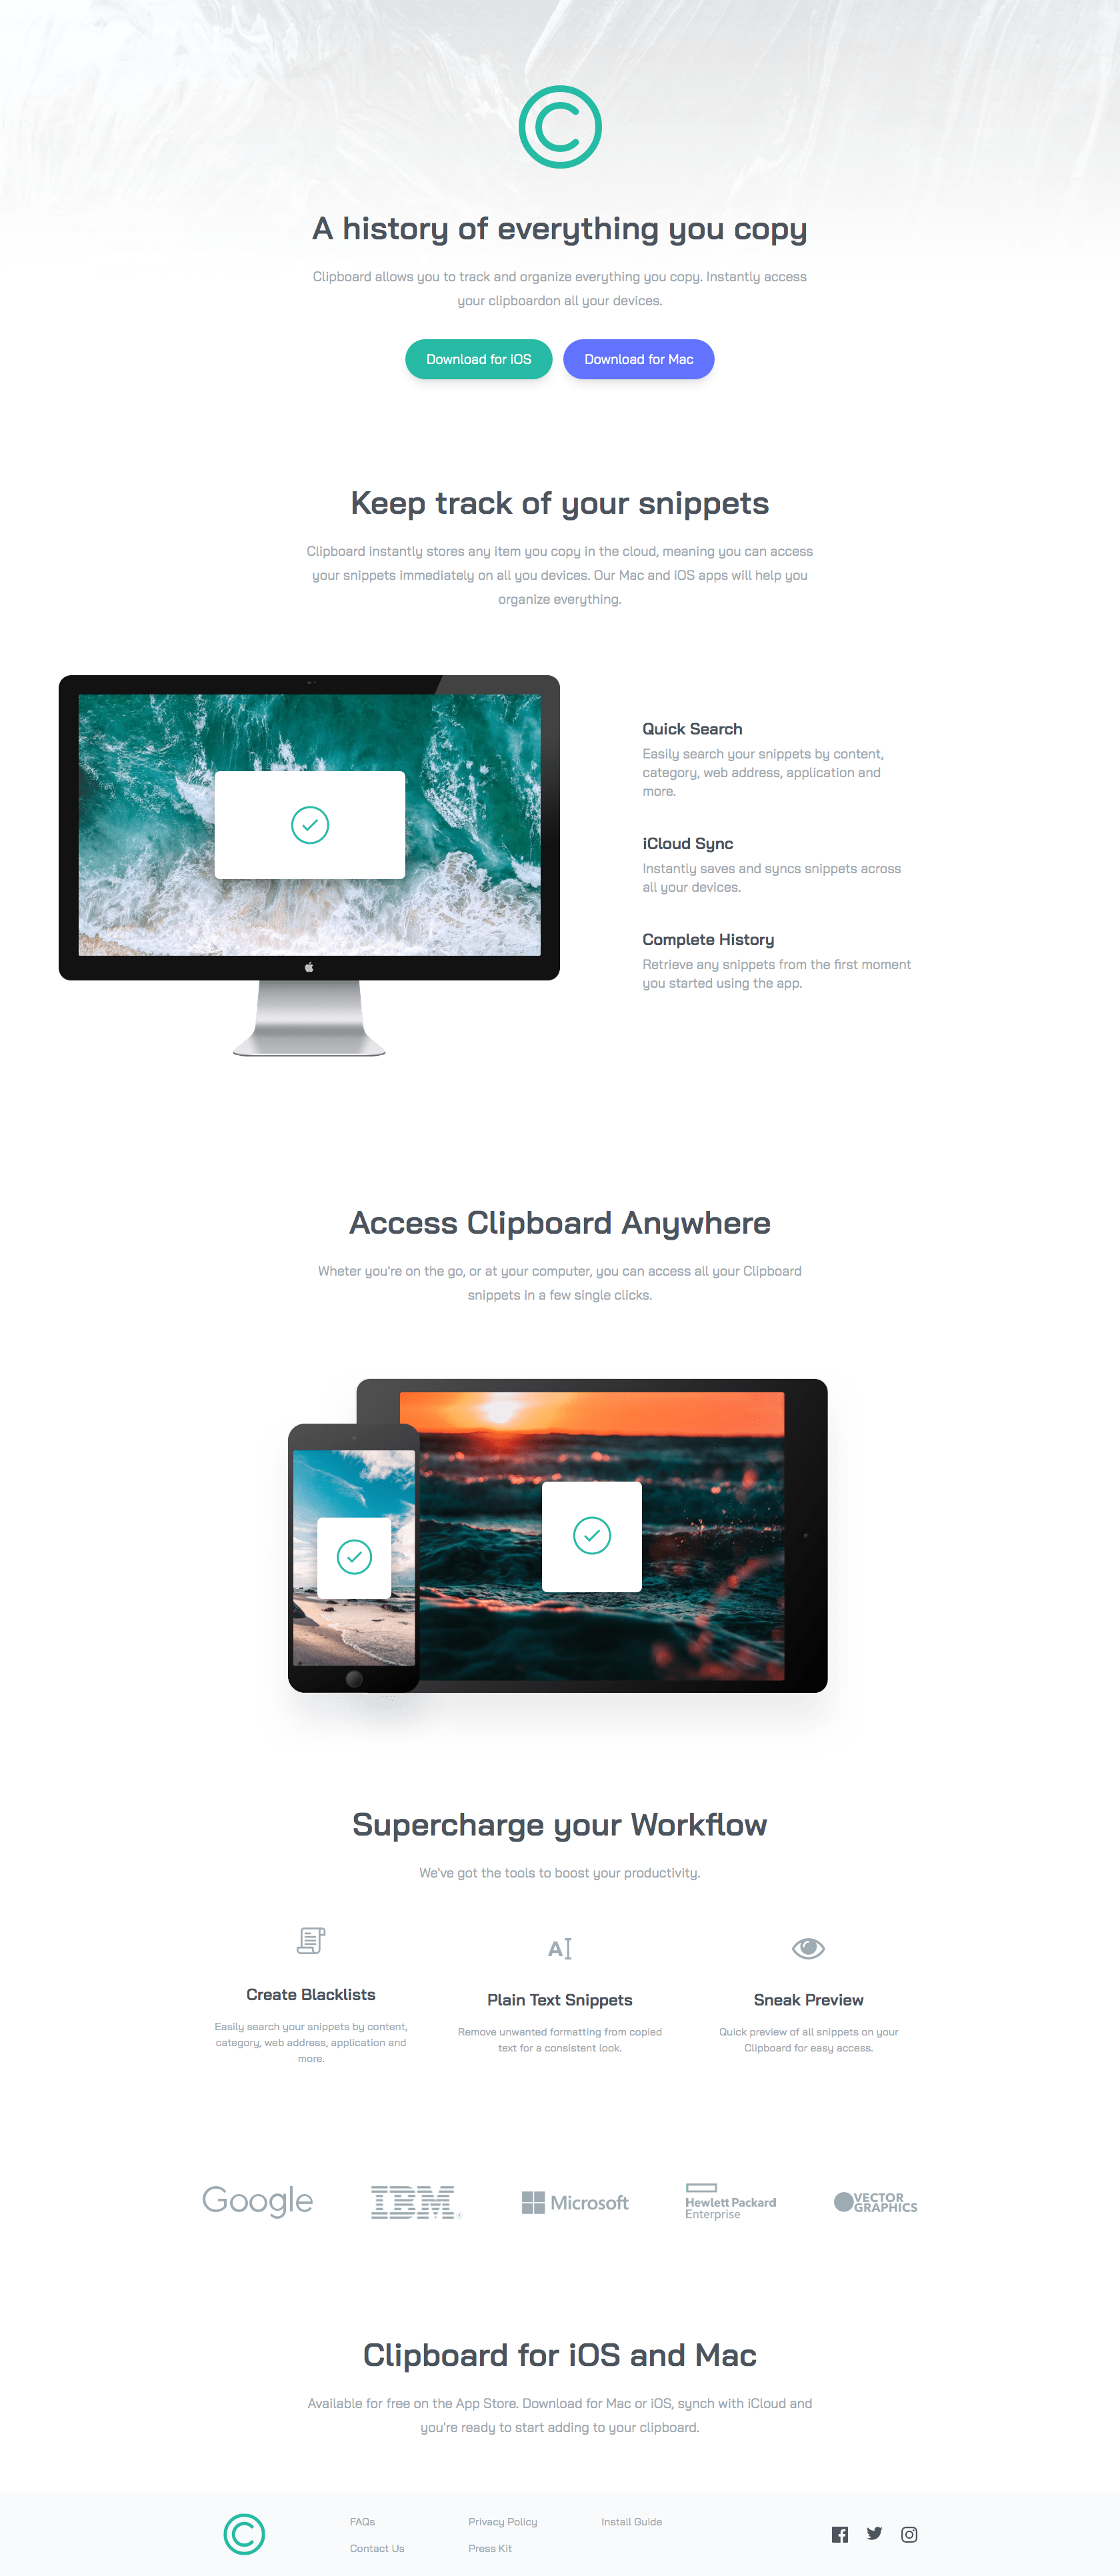 A history of everything you copy
Clipboard allows you to track and organize everything you copy. Instantly access
your clipboardon all your devices.
Download for iOS
Download for Mac
Keep track of your snippets
Clipboard instantly stores any item you copy in the cloud, meaning you can access
your snippets immediately on all you devices. Our Mac and iOS apps will help you
organize everything.
Quick Search
Easily search your snippets by content,
category, web address, application and
more.
iCloud Sync
Instantly saves and syncs snippets across
all your devices.
Complete History
Retrieve any snippets from the first moment
you started using the app.
Access Clipboard Anywhere
Wheter you're on the go, or at your computer, you can access all your Clipboard
snippets in a few single clicks.
Supercharge your Workflow
We've got the tools to boost your productivity.
Create Blacklists
Easily search your snippets by content,
category, web address, application and
more.
Plain Text Snippets
Remove unwanted formatting from copied
text for a consistent look.
Sneak Preview
Quick preview of all snippets on your
Clipboard for easy access.
Google
IBM
Microsoft
Hewlett Packard
Enterprise
VECTOR
GRAPHICS
Clipboard for iOS and Mac
Available for free on the App Store. Download for Mac or iOS, synch with iCloud and
you're ready to start adding to your clipboard.
FAQs
Contact Us
Privacy Policy
Press Kit
Install Guide